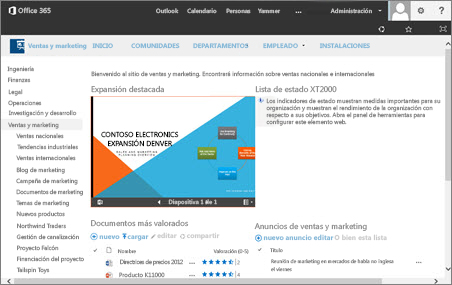 Office 365
Outlook Calendario Personas Yammer ... Administración
Ventas y marketing INICIO COMUNIDADES DEPARTAMENTOS EMPLEADO INSTALACIONES
Ingeniería
Finanzas
Legal
Operaciones
Investigación y desarrollo
Ventas y marketing
Ventas nacionales
Tendencias industriales
Ventas internacionales
Blog de marketing
Campaña de marketing
Documentos de marketing
Temas de marketing
Nuevos productos
Northwind Traders
Gestión de canalización
Proyecto Falcón
Financiación del proyecto
Tailspin Toys
Bienvenido al sitio de ventas y marketing. Encontrará información sobre ventas nacionales e internacionales
Expansión destacada
CONTOSO ELECTRONICS
EXPANSIÓN DENVER
Diapositiva 1 de 1
Lista de estado XT2000
Los indicadores de estado muestran medidas importantes para su
organización y muestran el rendimiento de la organización con
respecto a sus objetivos. Abra el panel de herramientas para
configurar este elemento web.
Documentos más valorados
nuevo cargar editar compartir
Nombre Valoración (0-5)
Directrices de precios 2012 ... 2
Producto K11000 ... 4
Anuncios de ventas y marketing
nuevo anuncio editar O bien esta lista
Título
Reunión de marketing en mercados de habla no inglesa ...
el viernes